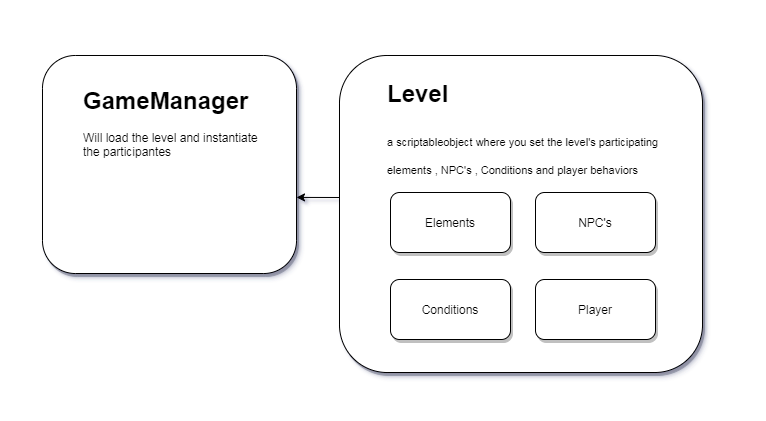 GameManager
Will load the level and instantiate
the participantes
Level
a scriptableobject where you set the level's participating
elements , NPC's , Conditions and player behaviors
Elements
NPC's
Conditions
Player